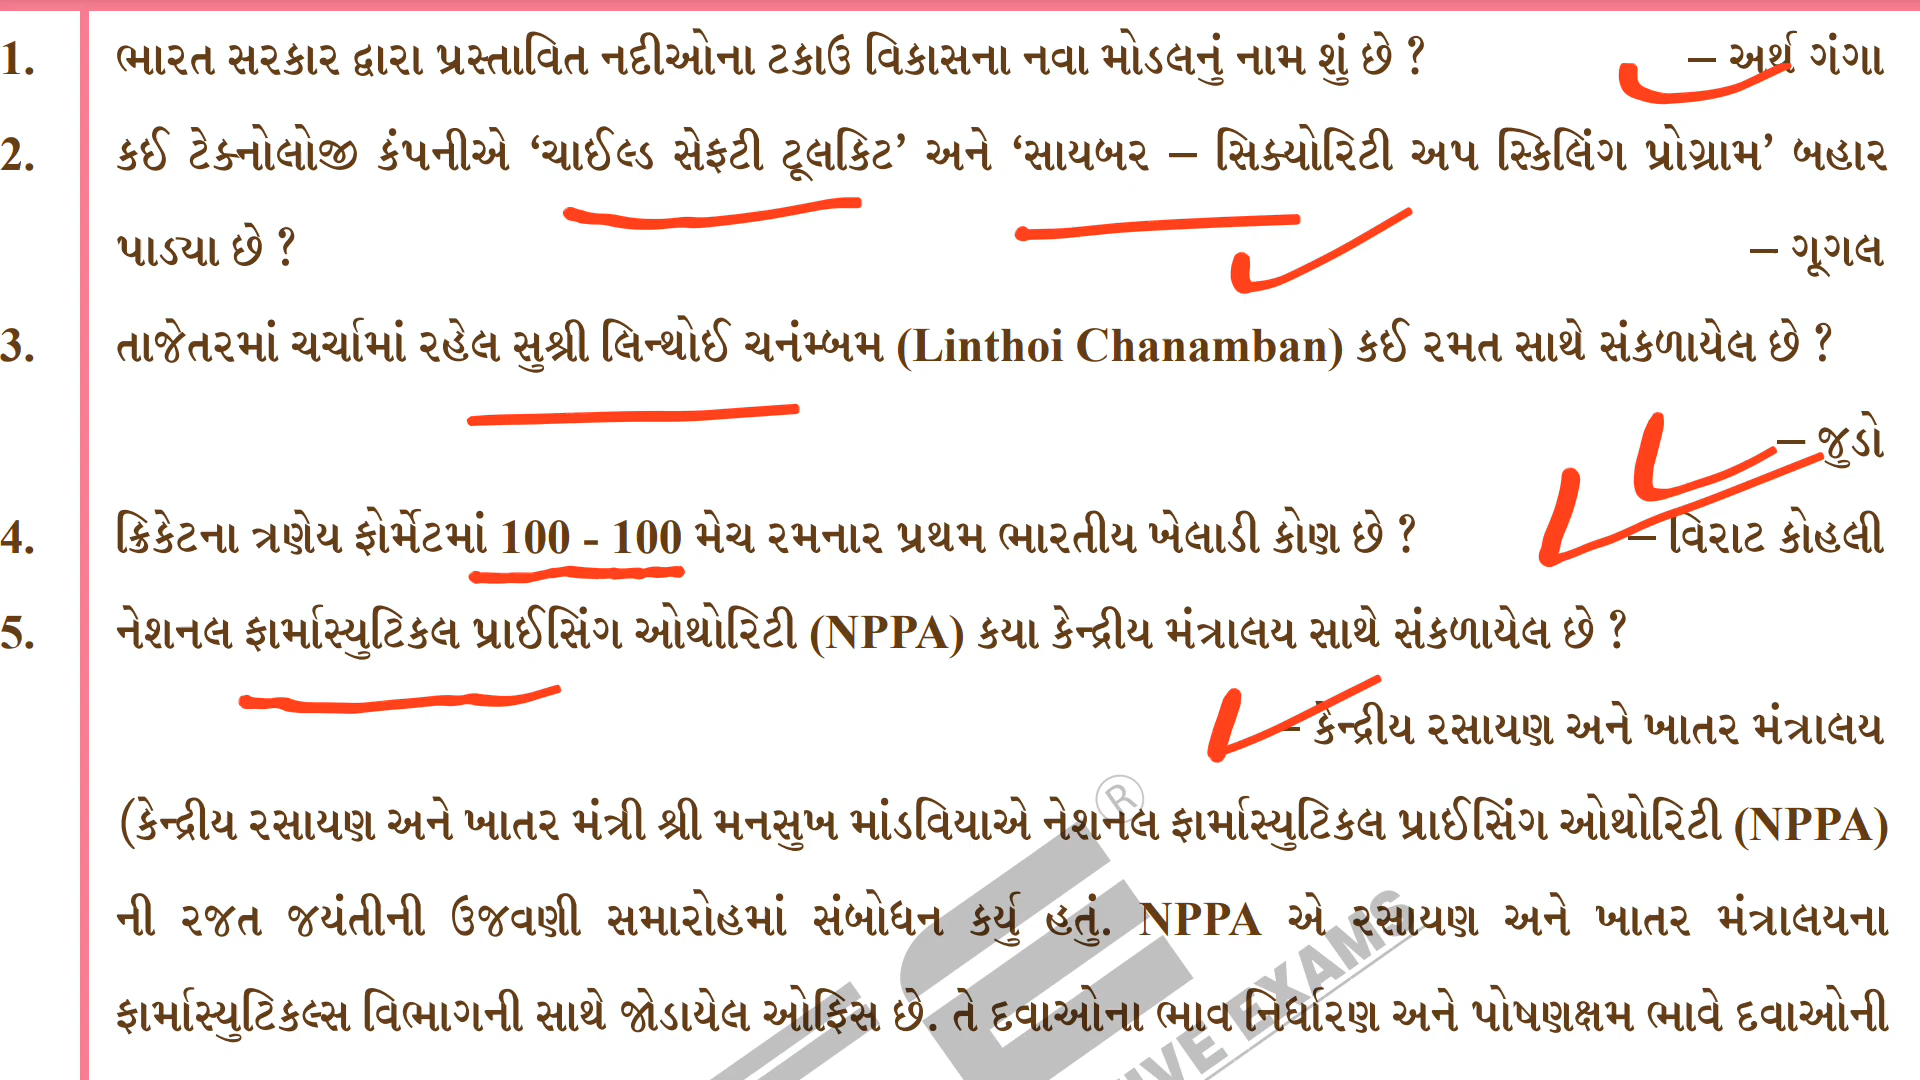 1. ભારત સરકાર દ્વારા પ્રસ્તાવિત નદીઓના ટકાઉ વિકાસના નવા મોડલનું નામ શું છે ? – અર્થ ગંગા
2. કઈ ટેક્નોલોજી કંપનીએ ‘ચાઈલ્ડ સેફટી ટૂલકિટ’ અને ‘સાયબર – સિક્યોરિટી અપ સ્કિલિંગ પ્રોગ્રામ’ બહાર
પાડ્યા છે ? – ગૂગલ
3. તાજેતરમાં ચર્ચામાં રહેલ સુશ્રી લિન્થોઈ ચનંમ્બમ (Linthoi Chanamban) કઈ રમત સાથે સંકળાયેલ છે ?
– જુડો
4. ક્રિકેટના ત્રણેય ફોર્મેટમાં 100 - 100 મેચ રમનાર પ્રથમ ભારતીય ખેલાડી કોણ છે ? – વિરાટ કોહલી
5. નેશનલ ફાર્માસ્યુટિકલ પ્રાઈસિંગ ઓથોરિટી (NPPA) કયા કેન્દ્રીય મંત્રાલય સાથે સંકળાયેલ છે ?
– કેન્દ્રીય રસાયણ અને ખાતર મંત્રાલય
(કેન્દ્રીય રસાયણ અને ખાતર મંત્રી શ્રી મનસુખ માંડવિયાએ નેશનલ ફાર્માસ્યુટિકલ પ્રાઈસિંગ ઓથોરિટી (NPPA)
ની રજત જયંતીની ઉજવણી સમારોહમાં સંબોધન કર્યુ હતું. NPPA એ રસાયણ અને ખાતર મંત્રાલયના
ફાર્માસ્યુટિકલ્સ વિભાગની સાથે જોડાયેલ ઓફિસ છે. તે દવાઓના ભાવ નિર્ધારણ અને પોષણક્ષમ ભાવે દવાઓની
®
EXAMS